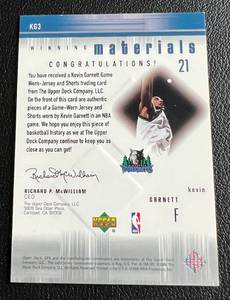 KG3
WINNING
materials
CONGRATULATIONS!
21
You have received a Kevin Garnett Game
Worn-Jersey and Shorts trading card
from The Upper Deck Company, LLC.
On the front of this card are authentic
pieces of a Game-Worn Jersey and
Shorts worn by Kevin Garnett in an NBA
game. We hope you enjoy this piece of
basketball history as we at The Upper
Deck Company continue to keep you as
close as you can get!
RICHARD P. McWILLIAM
CEO
The Upper Deck Company, LLC
5909 Sea Otter Place
Carlsbad, CA 92008
kevin
GARNETT
F
UPPER
DECK
NBA